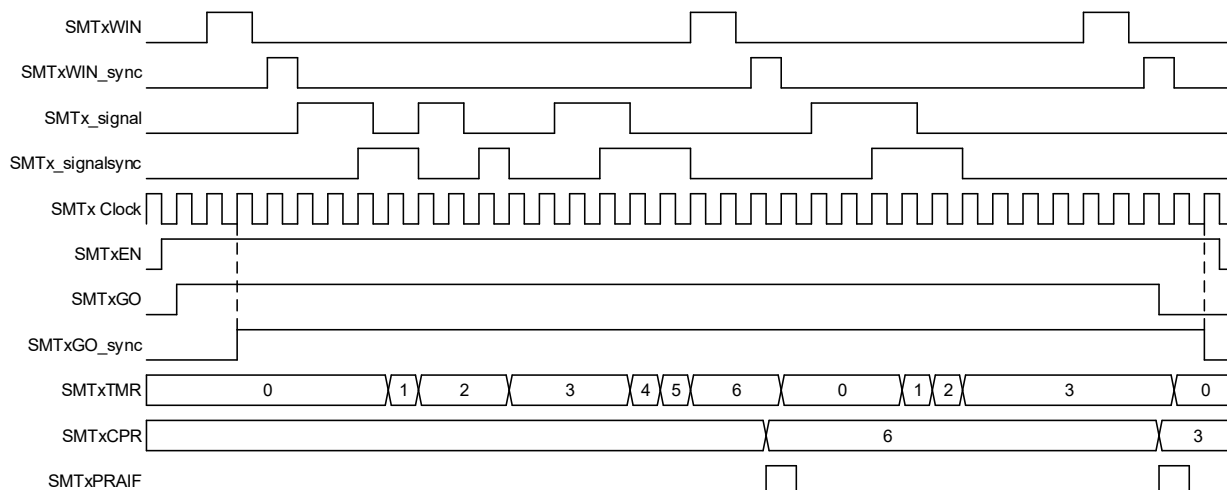 SMTxWIN
SMTxWIN_sync
SMTx_signal
SMTx_signalsync
SMTx Clock
SMTxEN
SMTxGO
SMTxGO_sync
SMTxTMR 0 1 2 3 4 5 6 0 1 2 3 0
SMTxCPR 6 3
SMTxPRAIF